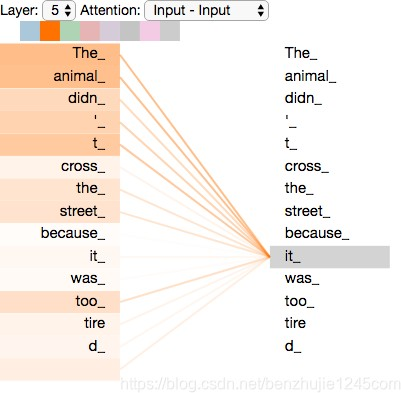 Layer: 5 Attention: Input - Input
The_ The_
animal_ animal_
didn_ didn_
'_ '_
t_ t_
cross_ cross_
the_ the_
street_ street_
because_ because_
it_ it_
was_ was_
too_ too_
tire tire
d_ d_
https://blog.csdn.net/benzhujie1245com